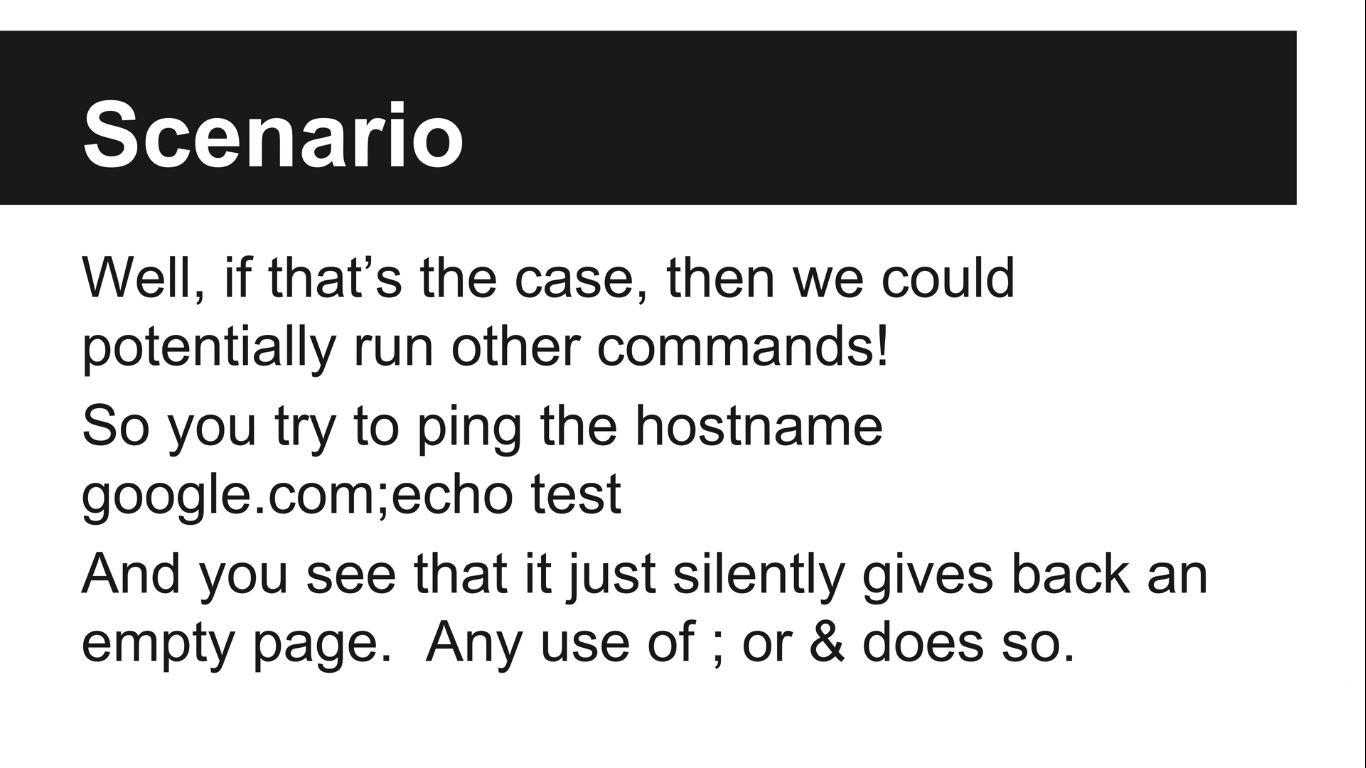 Scenario
Well, if that’s the case, then we could
potentially run other commands!
So you try to ping the hostname
google.com;echo test
And you see that it just silently gives back an
empty page.  Any use of ; or & does so.